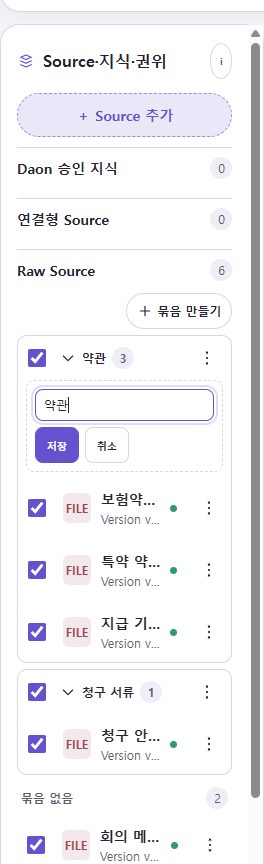 Source·지식·권위
i
+ Source 추가
Daon 승인 지식 0
연결형 Source 0
Raw Source 6
+ 묶음 만들기
약관 3
약관
저장 취소
FILE 보험약...
Version v...
FILE 특약 약...
Version v...
FILE 지급 기...
Version v...
청구 서류 1
FILE 청구 안...
Version v...
묶음 없음 2
FILE 회의 메...
Version v...